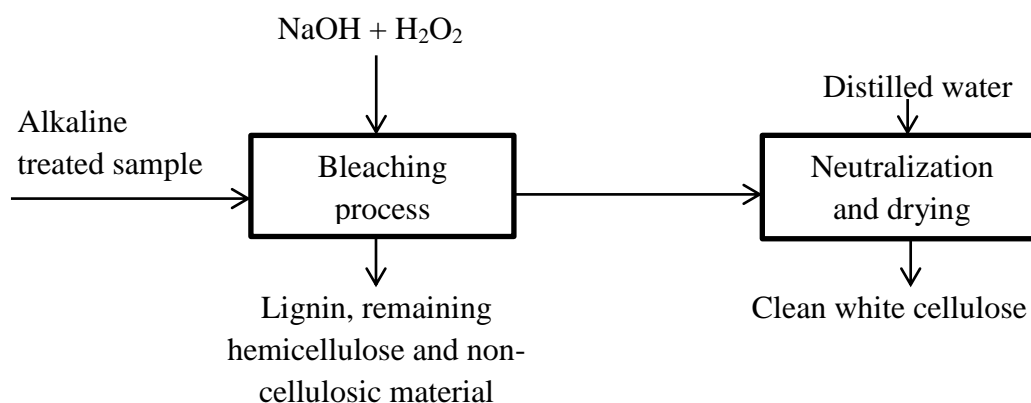 NaOH + H₂O₂
Distilled water
Alkaline
treated sample
Bleaching
process
Neutralization
and drying
Lignin, remaining
hemicellulose and non-
cellulosic material
Clean white cellulose